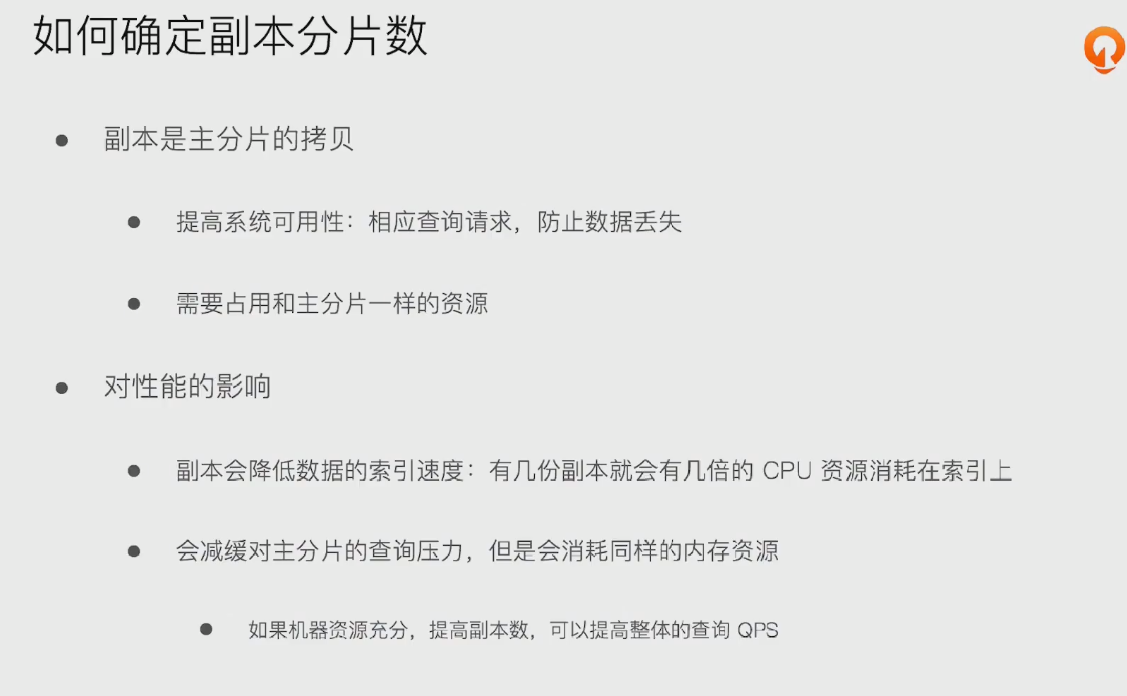 如何确定副本分片数
副本是主分片的拷贝
提高系统可用性：相应查询请求，防止数据丢失
需要占用和主分片一样的资源
对性能的影响
副本会降低数据的索引速度：有几份副本就会有几倍的 CPU 资源消耗在索引上
会减缓对主分片的查询压力，但是会消耗同样的内存资源
如果机器资源充分，提高副本数，可以提高整体的查询 QPS